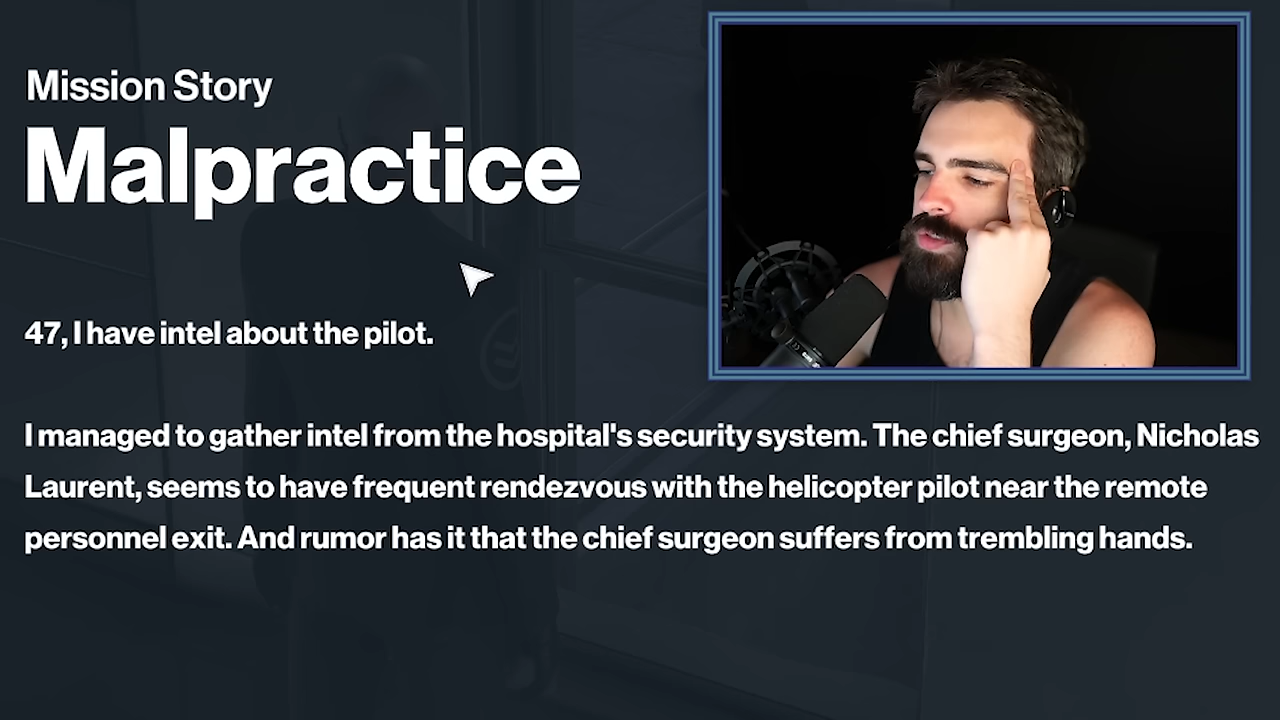 Mission Story
Malpractice
47, I have intel about the pilot.
I managed to gather intel from the hospital's security system. The chief surgeon, Nicholas
Laurent, seems to have frequent rendezvous with the helicopter pilot near the remote
personnel exit. And rumor has it that the chief surgeon suffers from trembling hands.